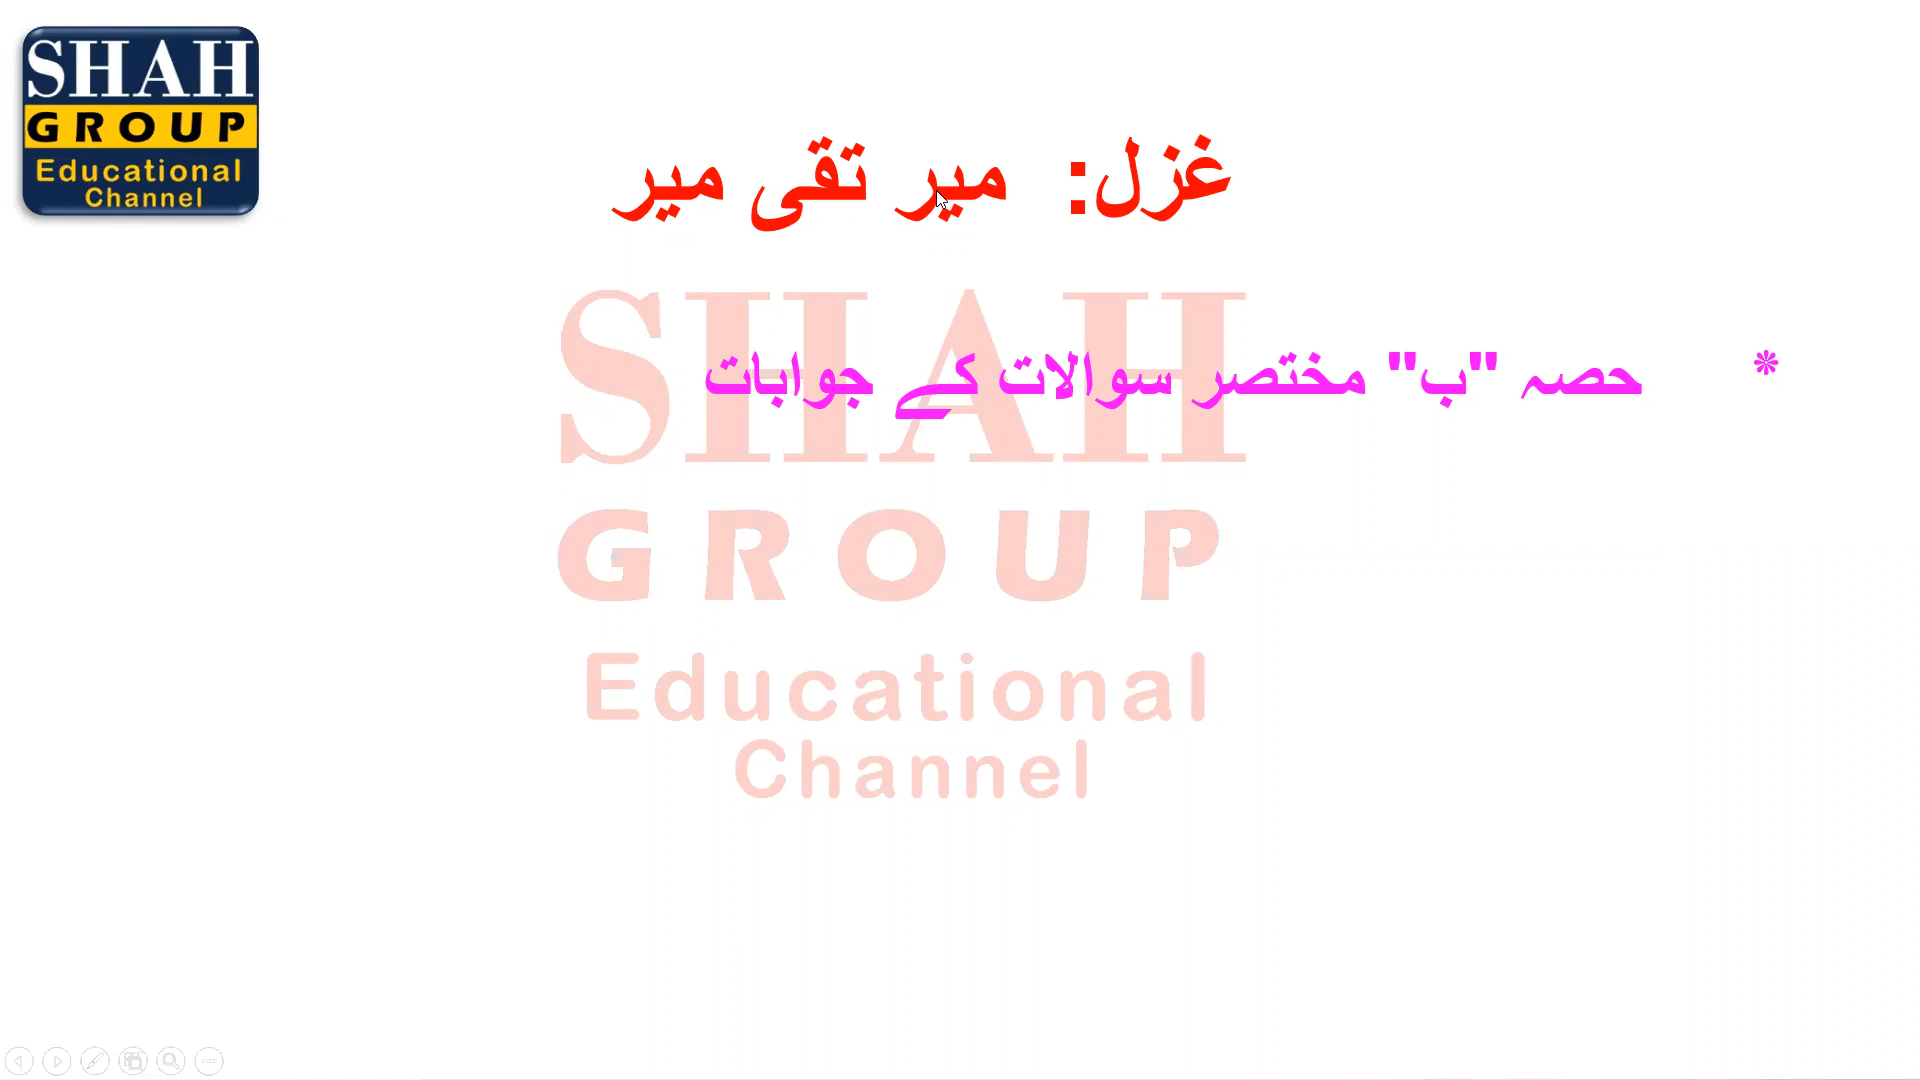 SHAH
GROUP
Educational
Channel
غزل: میر تقی میر
* حصہ "ب" مختصر سوالات کے جوابات
SHAH
GROUP
Educational
Channel